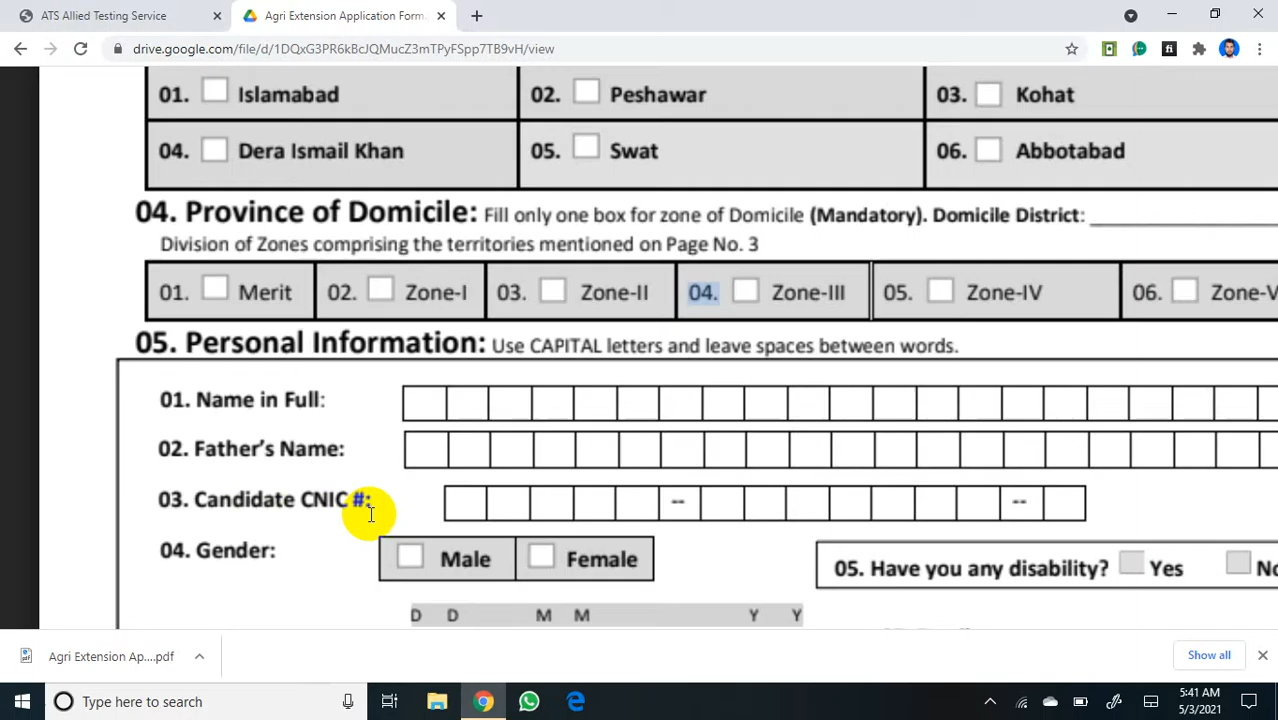 ATS Allied Testing Service
Agri Extension Application Form
drive.google.com/file/d/1DQxG3PR6kBcJQMucZ3mTPyFSpp7TB9vH/view
01. Islamabad
02. Peshawar
03. Kohat
04. Dera Ismail Khan
05. Swat
06. Abbotabad
04. Province of Domicile: Fill only one box for zone of Domicile (Mandatory). Domicile District:
Division of Zones comprising the territories mentioned on Page No. 3
01. Merit
02. Zone-I
03. Zone-II
04. Zone-III
05. Zone-IV
06. Zone-V
05. Personal Information: Use CAPITAL letters and leave spaces between words.
01. Name in Full:
02. Father's Name:
03. Candidate CNIC #:
-- --
04. Gender:
Male
Female
05. Have you any disability? Yes No
D D M M Y Y
Agri Extension Ap....pdf
Show all
Type here to search
5:41 AM
5/3/2021